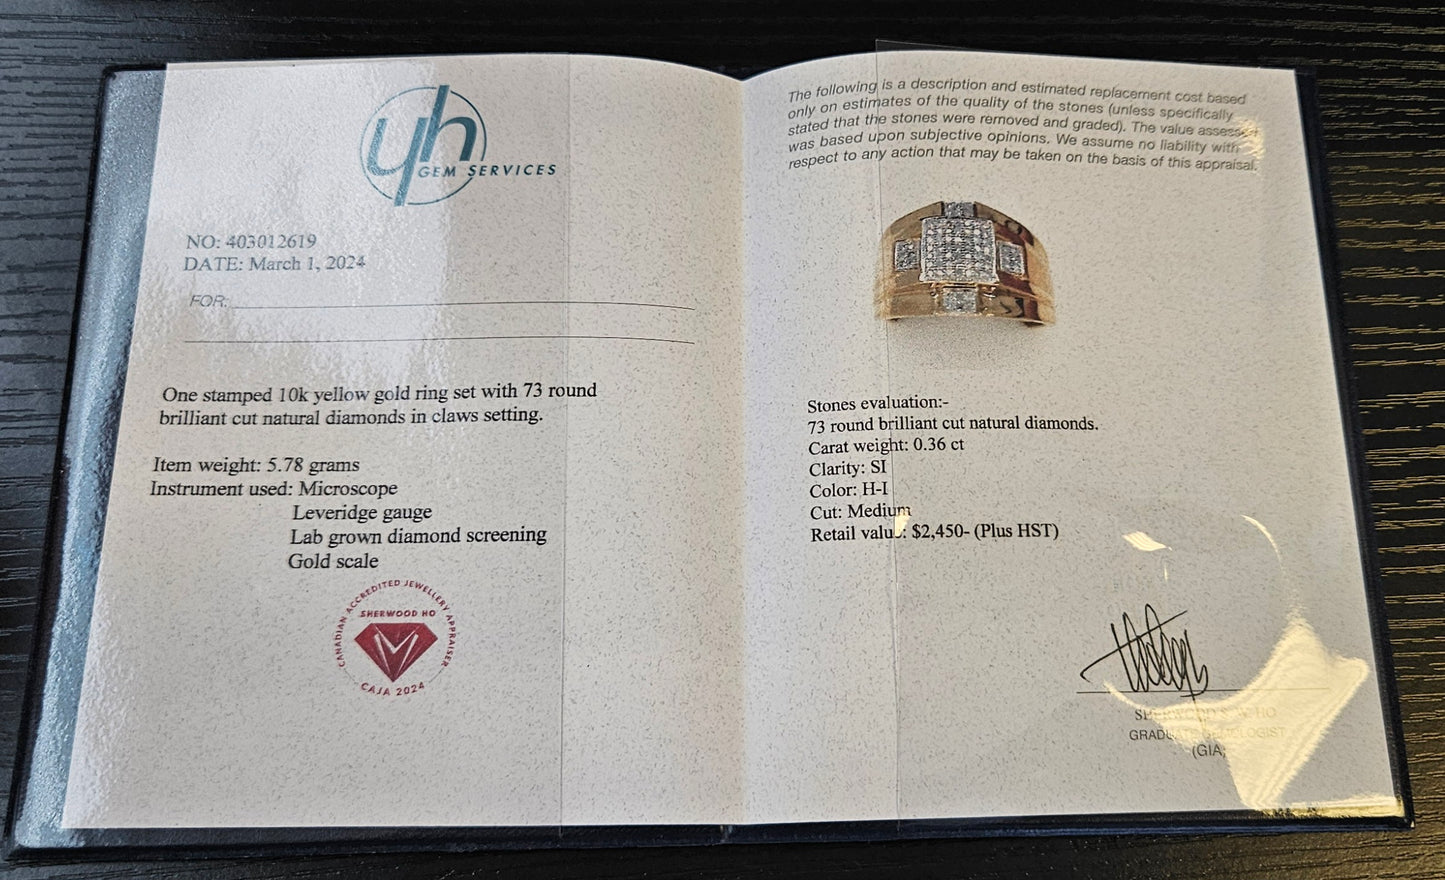 yh
GEM SERVICES
NO: 403012619
DATE: March 1, 2024
FOR:
One stamped 10k yellow gold ring set with 73 round
brilliant cut natural diamonds in claws setting.
Item weight: 5.78 grams
Instrument used: Microscope
Leveridge gauge
Lab grown diamond screening
Gold scale
CANADIAN ACCREDITED JEWELLERY APPRAISER
SHERWOOD HO
CAJA 2024
The following is a description and estimated replacement cost based
only on estimates of the quality of the stones (unless specifically
stated that the stones were removed and graded). The value assessed
was based upon subjective opinions. We assume no liability with
respect to any action that may be taken on the basis of this appraisal.
Stones evaluation:-
73 round brilliant cut natural diamonds.
Carat weight: 0.36 ct
Clarity: SI
Color: H-I
Cut: Medium
Retail value: $2,450- (Plus HST)
HO
GRADUATE GEMOLOGIST
(GIA)